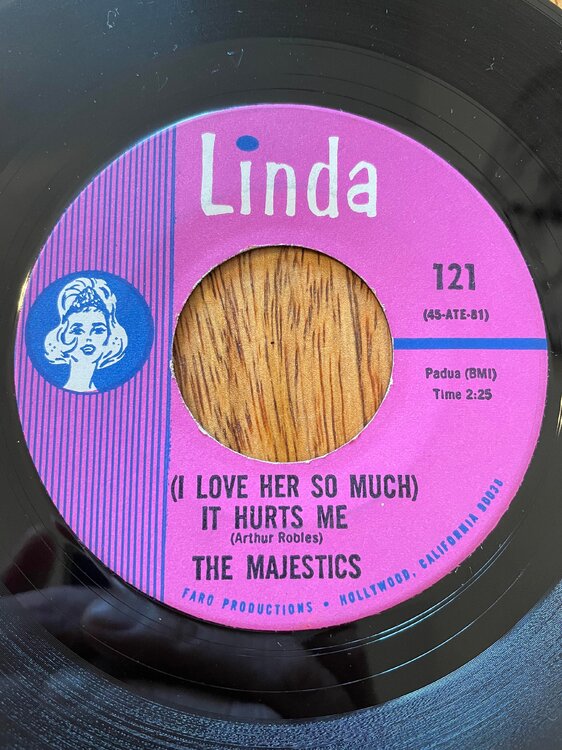 Linda
121
(45-ATE-81)
Padua (BMI)
Time 2:25
(I LOVE HER SO MUCH)
IT HURTS ME
(Arthur Robles)
THE MAJESTICS
FARO PRODUCTIONS • HOLLYWOOD, CALIFORNIA 90038